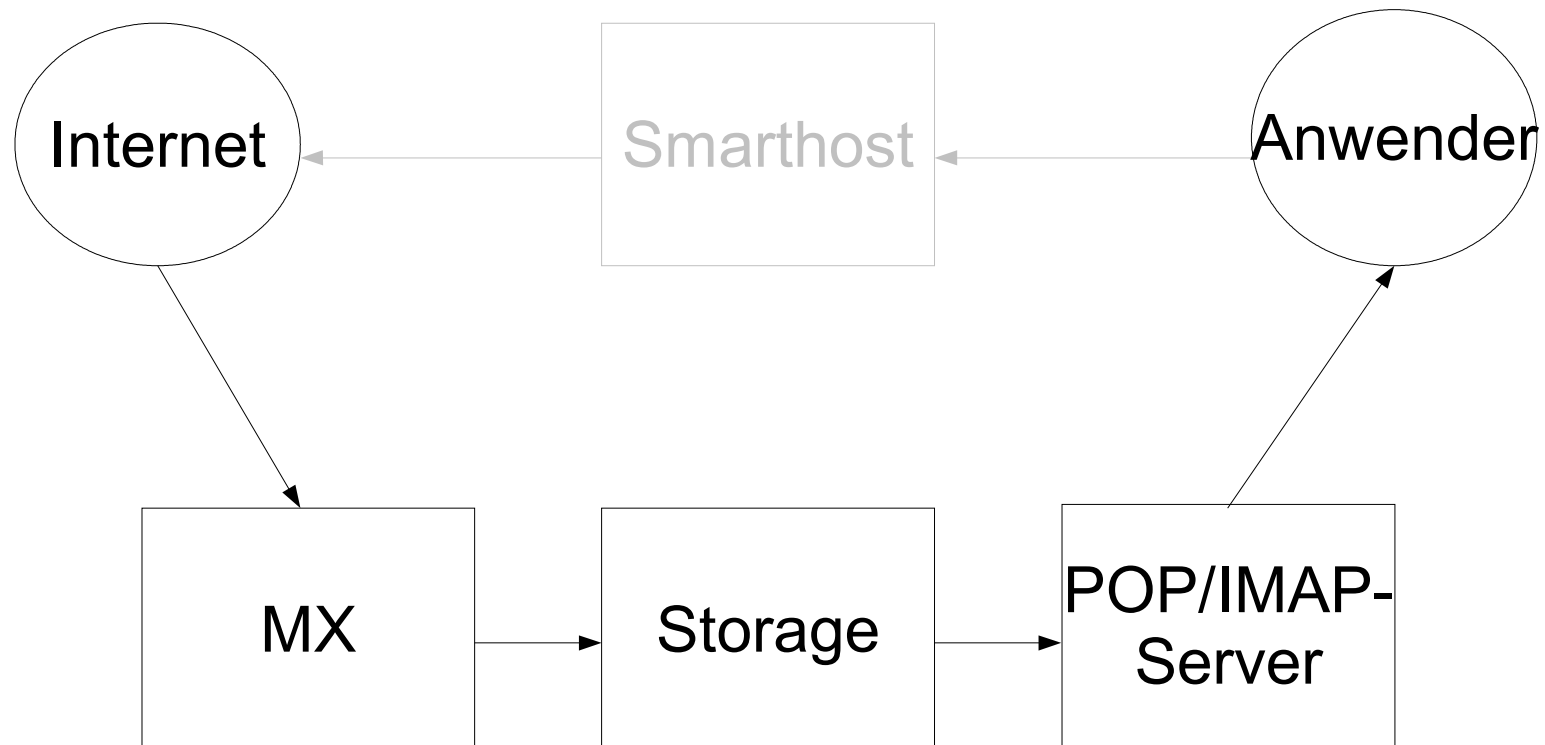 Internet
Smarthost
Anwender
MX
Storage
POP/IMAP-
Server